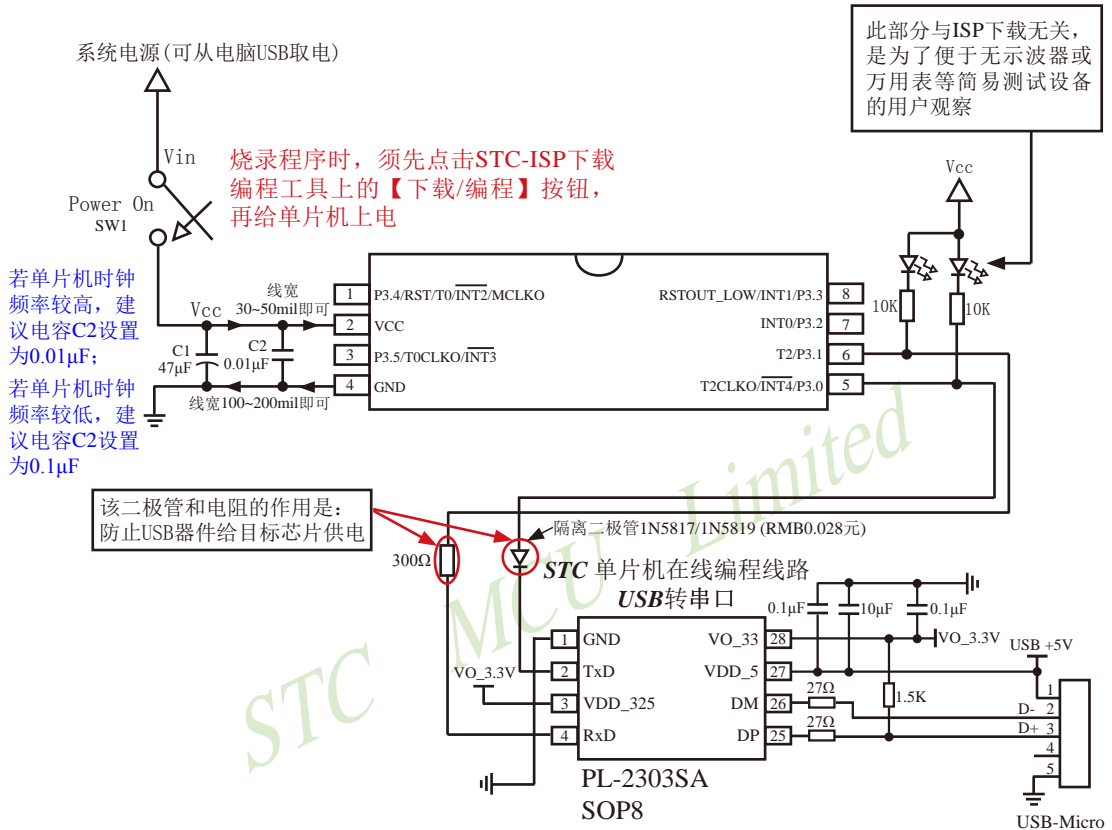 系统电源(可从电脑USB取电)
此部分与ISP下载无关，
是为了便于无示波器或
万用表等简易测试设备
的用户观察
Vin
Power On
SW1
烧录程序时，须先点击STC-ISP下载
编程工具上的【下载/编程】按钮，
再给单片机上电
Vcc
10K
10K
若单片机时钟
频率较高，建
议电容C2设置
为0.01μF；
若单片机时钟
频率较低，建
议电容C2设置
为0.1μF
线宽
30~50mil即可
Vcc
C1
47μF
C2
0.01μF
线宽100~200mil即可
1 P3.4/RST/T0/INT2/MCLKO
2 VCC
3 P3.5/T0CLKO/INT3
4 GND
RSTOUT_LOW/INT1/P3.3 8
INT0/P3.2 7
T2/P3.1 6
T2CLKO/INT4/P3.0 5
该二极管和电阻的作用是：
防止USB器件给目标芯片供电
300Ω
隔离二极管1N5817/1N5819 (RMB0.028元)
STC 单片机在线编程线路
USB转串口
STC MCU Limited
0.1μF
10μF
0.1μF
1 GND
2 TxD
3 VDD_325
4 RxD
VO_33 28
VDD_5 27
DM 26
DP 25
VO_3.3V
VO_3.3V
USB +5V
27Ω
27Ω
1.5K
D-
D+
1
2
3
4
5
PL-2303SA
SOP8
USB-Micro